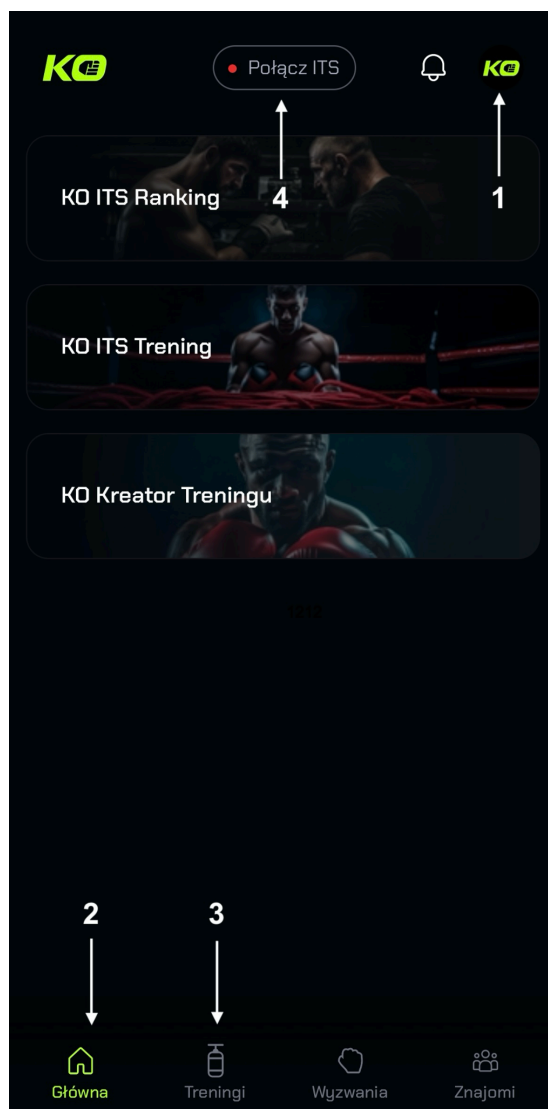 KO
Połącz ITS
KO
4
1
KO ITS Ranking
KO ITS Trening
KO Kreator Treningu
2
3
Główna
Treningi
Wyzwania
Znajomi